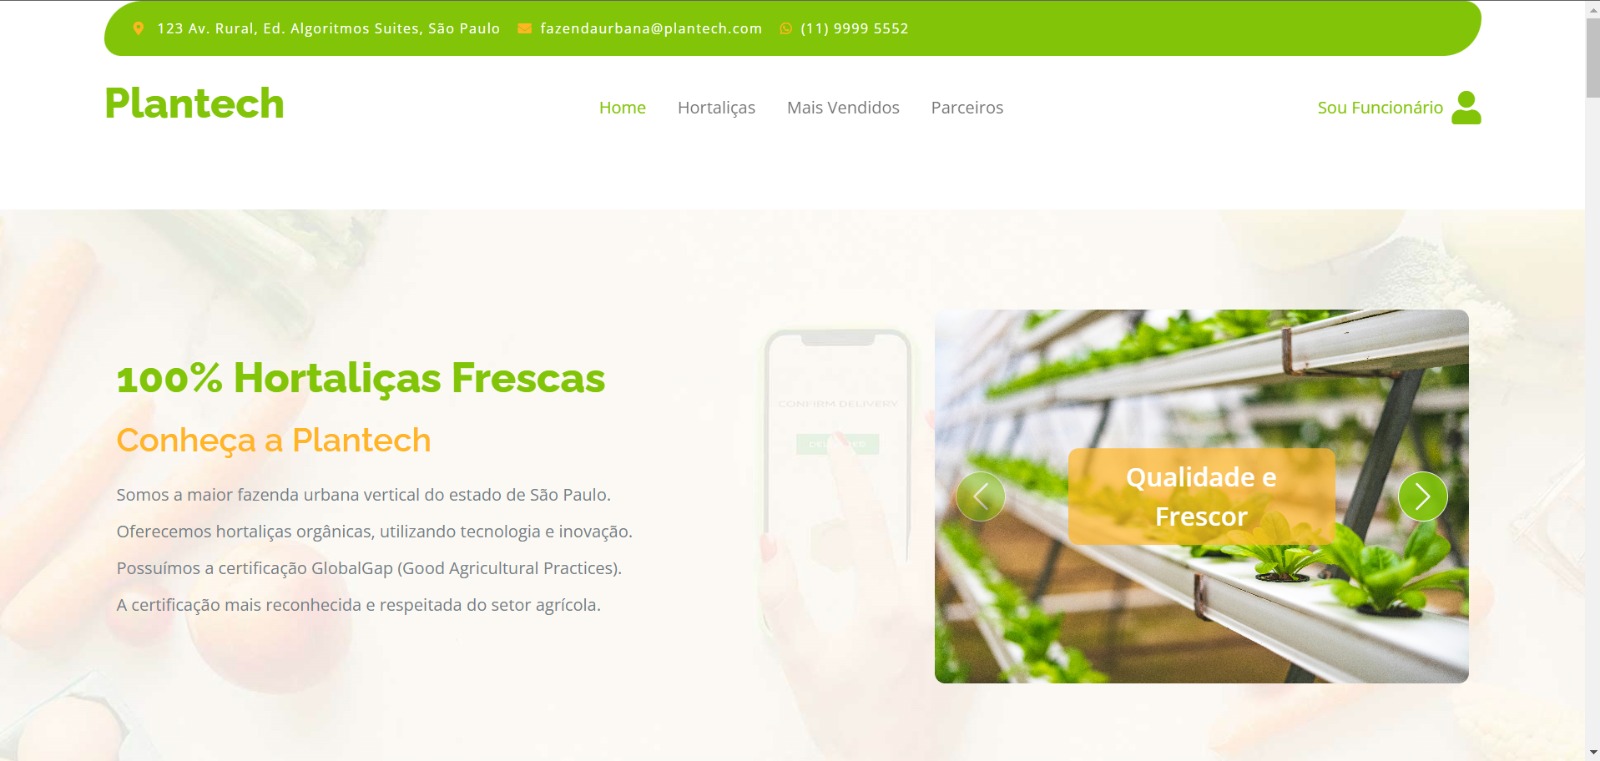 123 Av. Rural, Ed. Algoritmos Suites, São Paulo fazendaurbana@plantech.com (11) 9999 5552
Plantech
Home Hortaliças Mais Vendidos Parceiros
Sou Funcionário
100% Hortaliças Frescas
Conheça a Plantech
Somos a maior fazenda urbana vertical do estado de São Paulo.
Oferecemos hortaliças orgânicas, utilizando tecnologia e inovação.
Possuímos a certificação GlobalGap (Good Agricultural Practices).
A certificação mais reconhecida e respeitada do setor agrícola.
CONFIRM DELIVERY
Qualidade e
Frescor